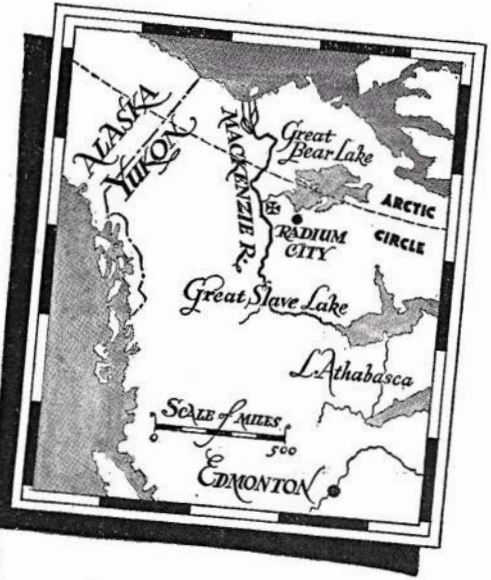 ALASKA
YUKON
MACKENZIE R.
Great
Bear Lake
ARCTIC
CIRCLE
RADIUM
CITY
Great Slave Lake
L. Athabasca
SCALE of MILES
0 500
EDMONTON